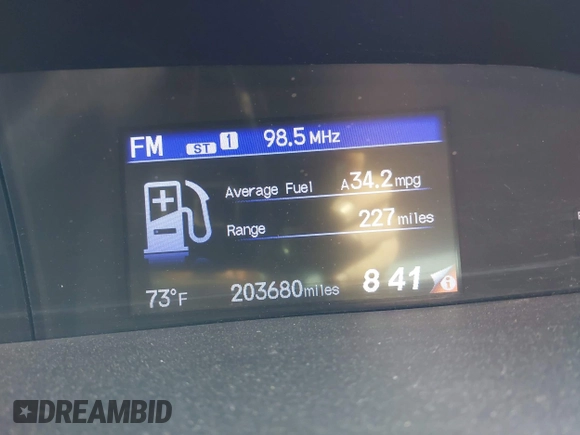 FM ST 1 98.5 MHz
Average Fuel A34.2 mpg
Range 227 miles
73°F 203680 miles 8 41
DREAMBID